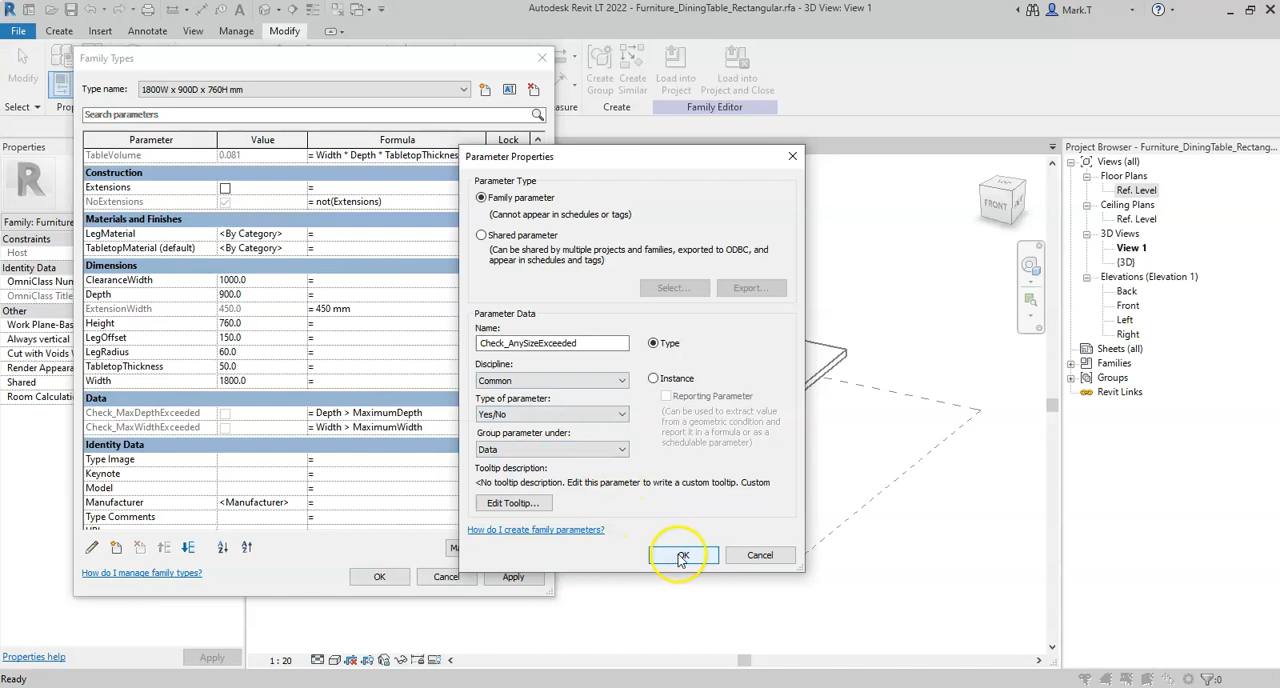 Autodesk Revit LT 2022 - Furniture_DiningTable_Rectangular.rfa - 3D View: View 1
Mark.T
File Create Insert Annotate View Manage Modify
Modify
Select
Create Group
Create Similar
Load into Project
Load into Project and Close
Create
Family Editor
Properties
R
Family: Furniture
Constraints
Host
Identity Data
OmniClass Num
OmniClass Title
Other
Work Plane-Bas
Always vertical
Cut with Voids W
Render Appear
Shared
Room Calculati
Properties help
Apply
Ready
Family Types
Type name: 1800W x 900D x 760H mm
Search parameters
Parameter Value Formula Lock
TableVolume 0.081 = Width * Depth * TabletopThicknes
Construction
Extensions =
NoExtensions = not(Extensions)
Materials and Finishes
LegMaterial <By Category> =
TabletopMaterial (default) <By Category> =
Dimensions
ClearanceWidth 1000.0 =
Depth 900.0 =
ExtensionWidth 450.0 = 450 mm
Height 760.0 =
LegOffset 150.0 =
LegRadius 60.0 =
TabletopThickness 50.0 =
Width 1800.0 =
Data
Check_MaxDepthExceeded = Depth > MaximumDepth
Check_MaxWidthExceeded = Width > MaximumWidth
Identity Data
Type Image =
Keynote =
Model =
Manufacturer <Manufacturer> =
Type Comments =
How do I manage family types?
OK Cancel Apply
Parameter Properties
Parameter Type
Family parameter
(Cannot appear in schedules or tags)
Shared parameter
(Can be shared by multiple projects and families, exported to ODBC, and
appear in schedules and tags)
Select... Export...
Parameter Data
Name:
Check_AnySizeExceeded
Type
Discipline:
Common
Instance
Type of parameter:
Reporting Parameter
Yes/No
(Can be used to extract value
from a geometric condition and
report it in a formula or as a
schedulable parameter)
Group parameter under:
Data
Tooltip description:
<No tooltip description. Edit this parameter to write a custom tooltip. Custom
Edit Tooltip...
How do I create family parameters?
OK Cancel
FRONT
1 : 20
:0
Project Browser - Furniture_DiningTable_Rectang...
Views (all)
Floor Plans
Ref. Level
Ceiling Plans
Ref. Level
3D Views
View 1
{3D}
Elevations (Elevation 1)
Back
Front
Left
Right
Sheets (all)
Families
Groups
Revit Links